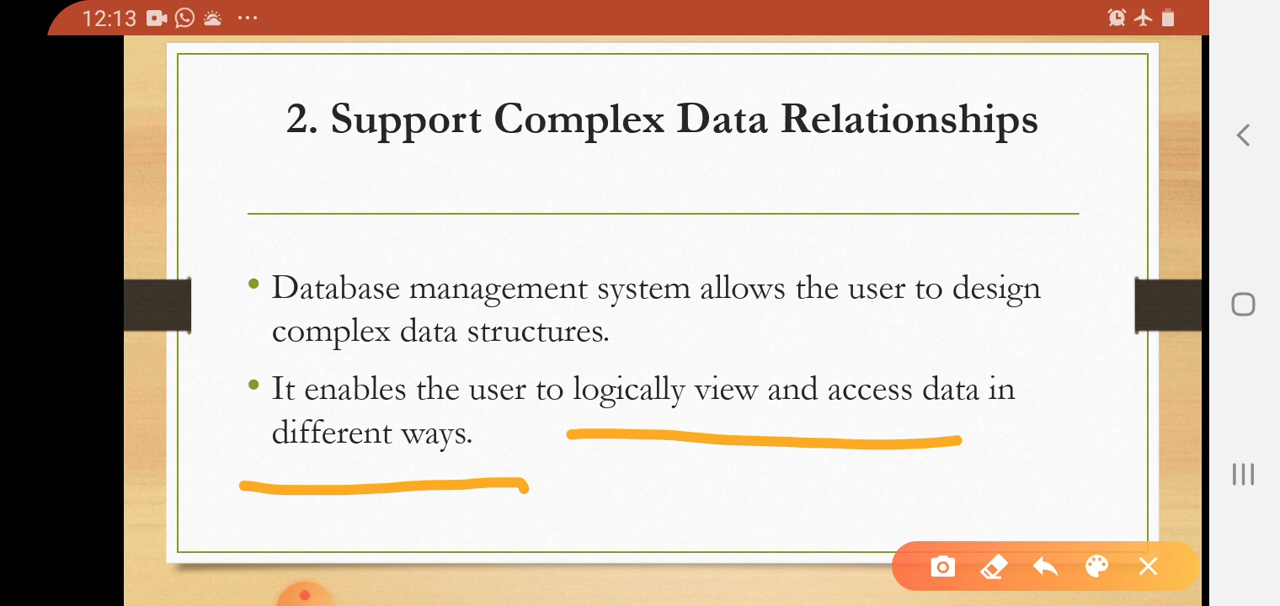 12:13
2. Support Complex Data Relationships
• Database management system allows the user to design
complex data structures.
• It enables the user to logically view and access data in
different ways.